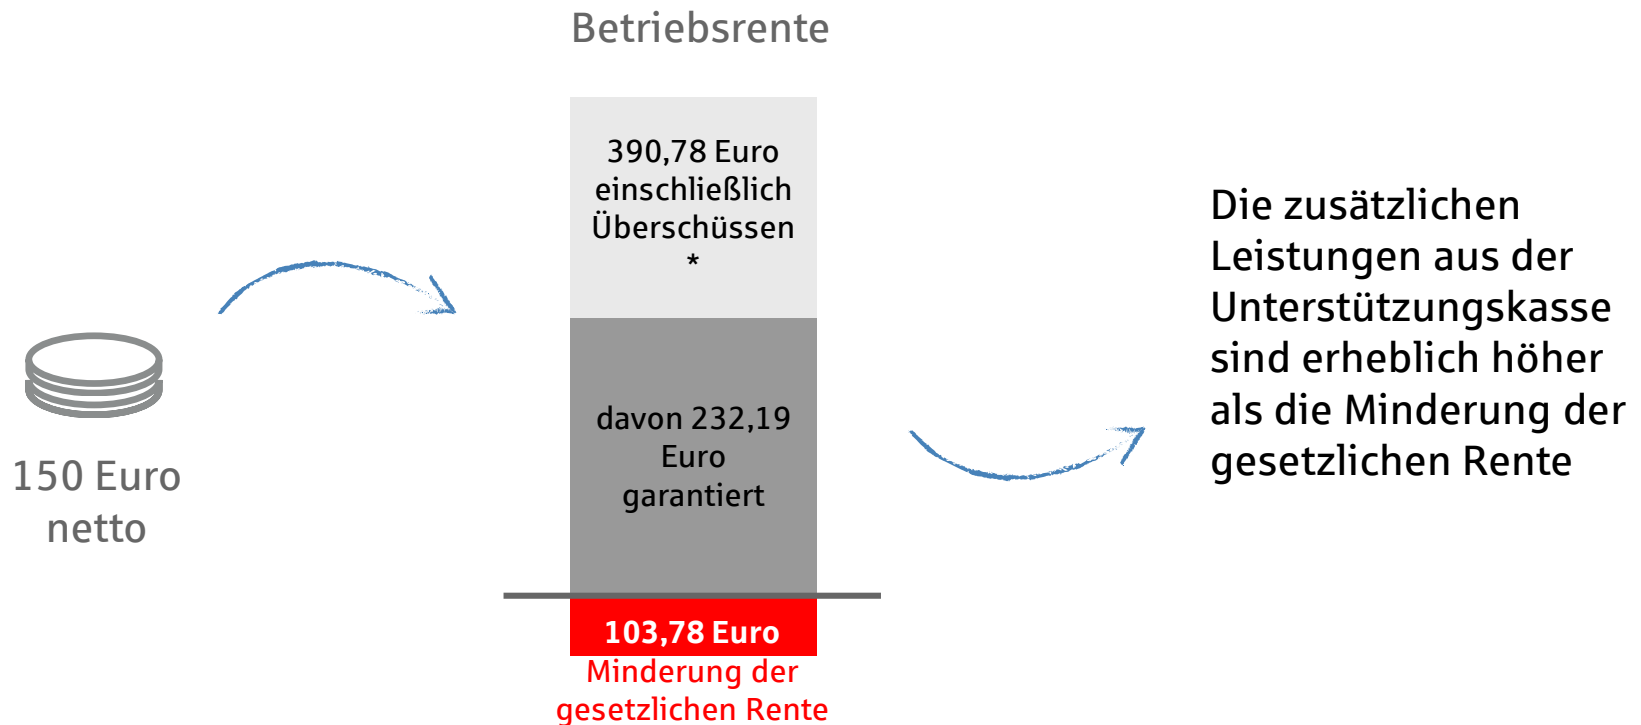 Betriebsrente
390,78 Euro
einschließlich
Überschüssen
*
davon 232,19
Euro
garantiert
103,78 Euro
Minderung der
gesetzlichen Rente
150 Euro
netto
Die zusätzlichen
Leistungen aus der
Unterstützungskasse
sind erheblich höher
als die Minderung der
gesetzlichen Rente